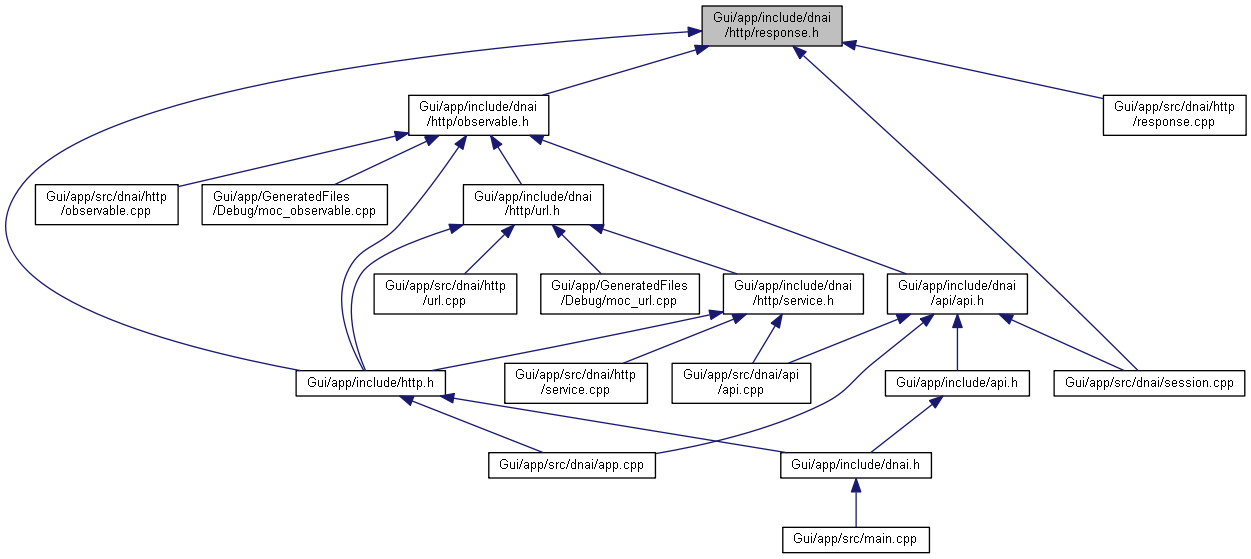 Gui/app/include/dnai
/http/response.h
Gui/app/include/dnai
/http/observable.h
Gui/app/src/dnai/http
/response.cpp
Gui/app/src/dnai/http
/observable.cpp
Gui/app/GeneratedFiles
/Debug/moc_observable.cpp
Gui/app/include/dnai
/http/url.h
Gui/app/src/dnai/http
/url.cpp
Gui/app/GeneratedFiles
/Debug/moc_url.cpp
Gui/app/include/dnai
/http/service.h
Gui/app/include/dnai
/api/api.h
Gui/app/include/http.h
Gui/app/src/dnai/http
/service.cpp
Gui/app/src/dnai/api
/api.cpp
Gui/app/include/api.h
Gui/app/src/dnai/session.cpp
Gui/app/src/dnai/app.cpp
Gui/app/include/dnai.h
Gui/app/src/main.cpp